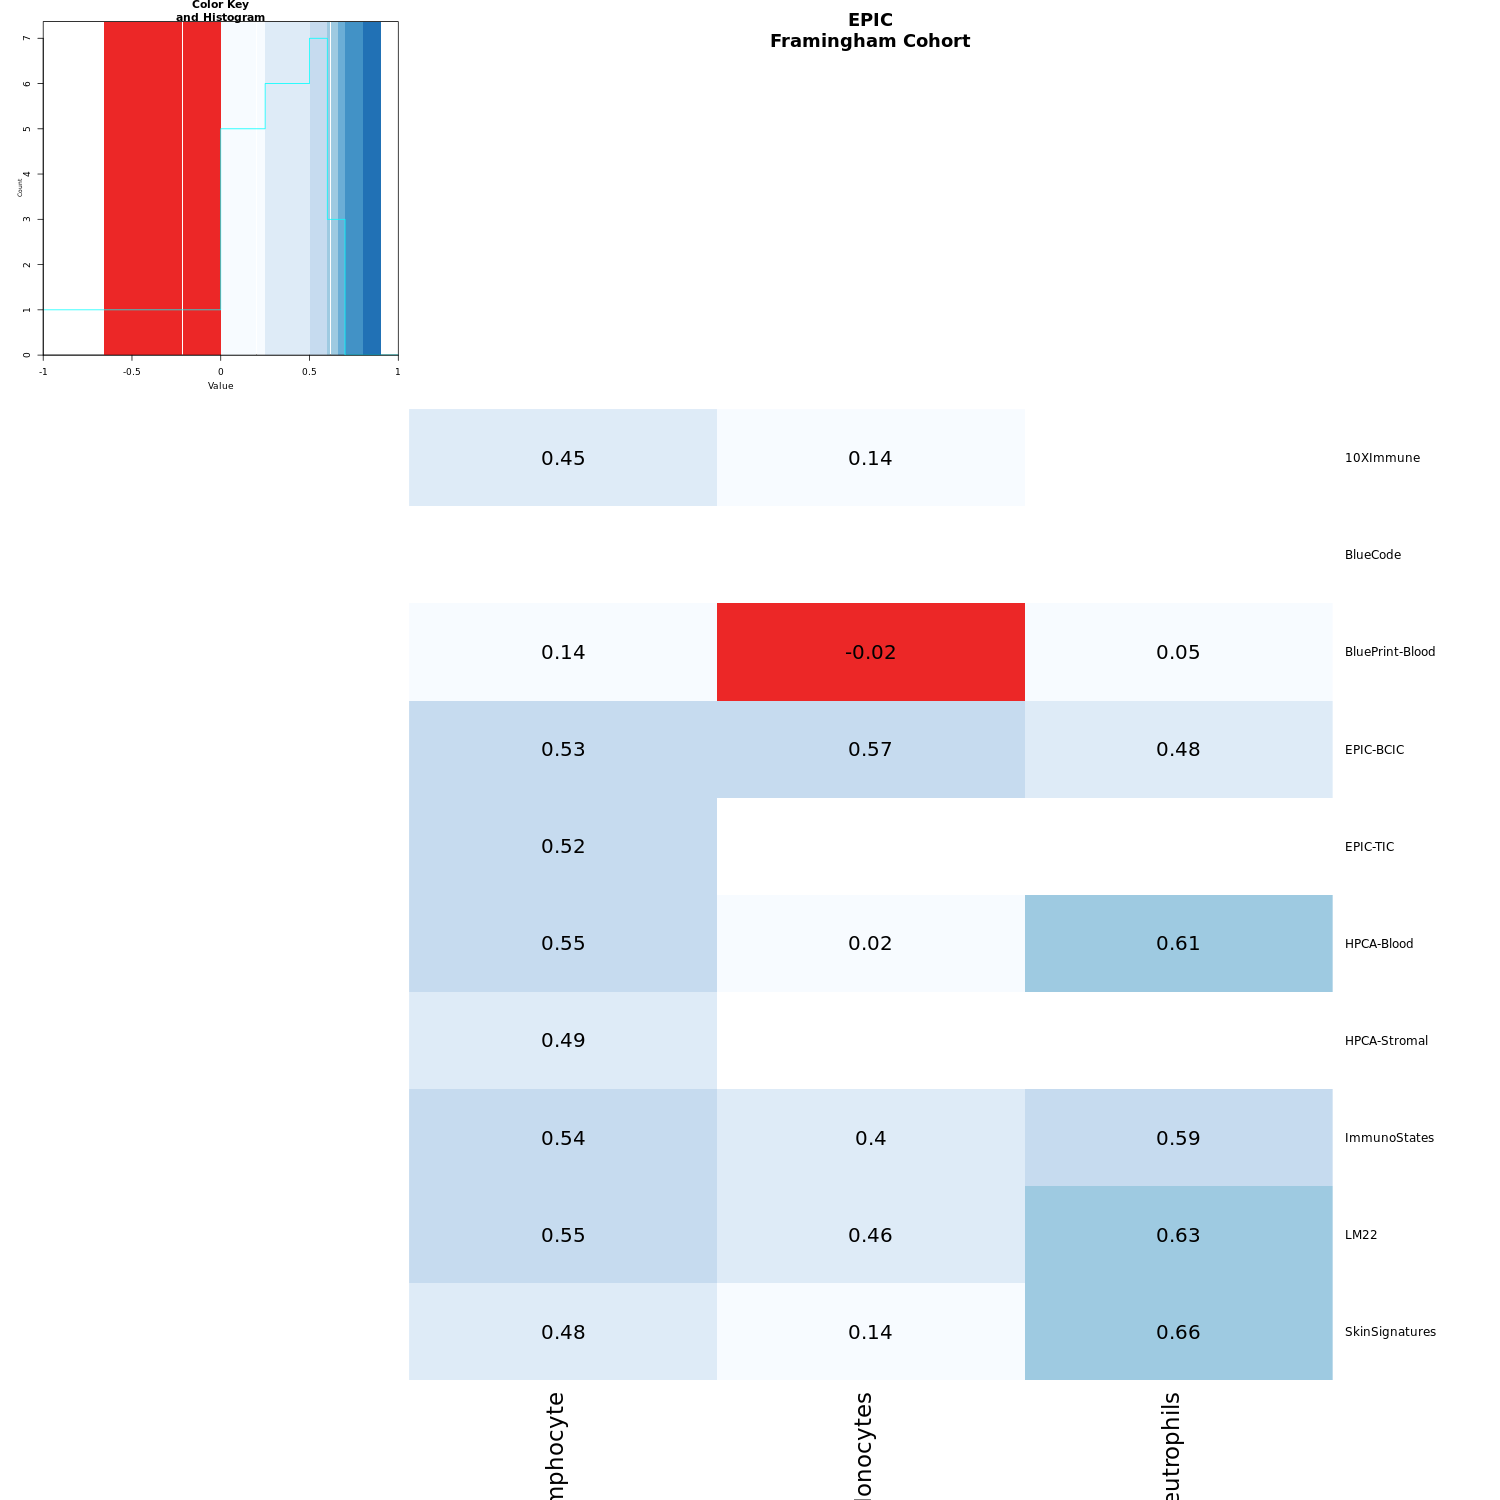 Color Key
and Histogram
EPIC
Framingham Cohort
7
6
5
4
3
2
1
0
Count
-1 -0.5 0 0.5 1
Value
0.45 0.14 10XImmune
BlueCode
0.14 -0.02 0.05 BluePrint-Blood
0.53 0.57 0.48 EPIC-BCIC
0.52 EPIC-TIC
0.55 0.02 0.61 HPCA-Blood
0.49 HPCA-Stromal
0.54 0.4 0.59 ImmunoStates
0.55 0.46 0.63 LM22
0.48 0.14 0.66 SkinSignatures
mphocyte
onocytes
eutrophils